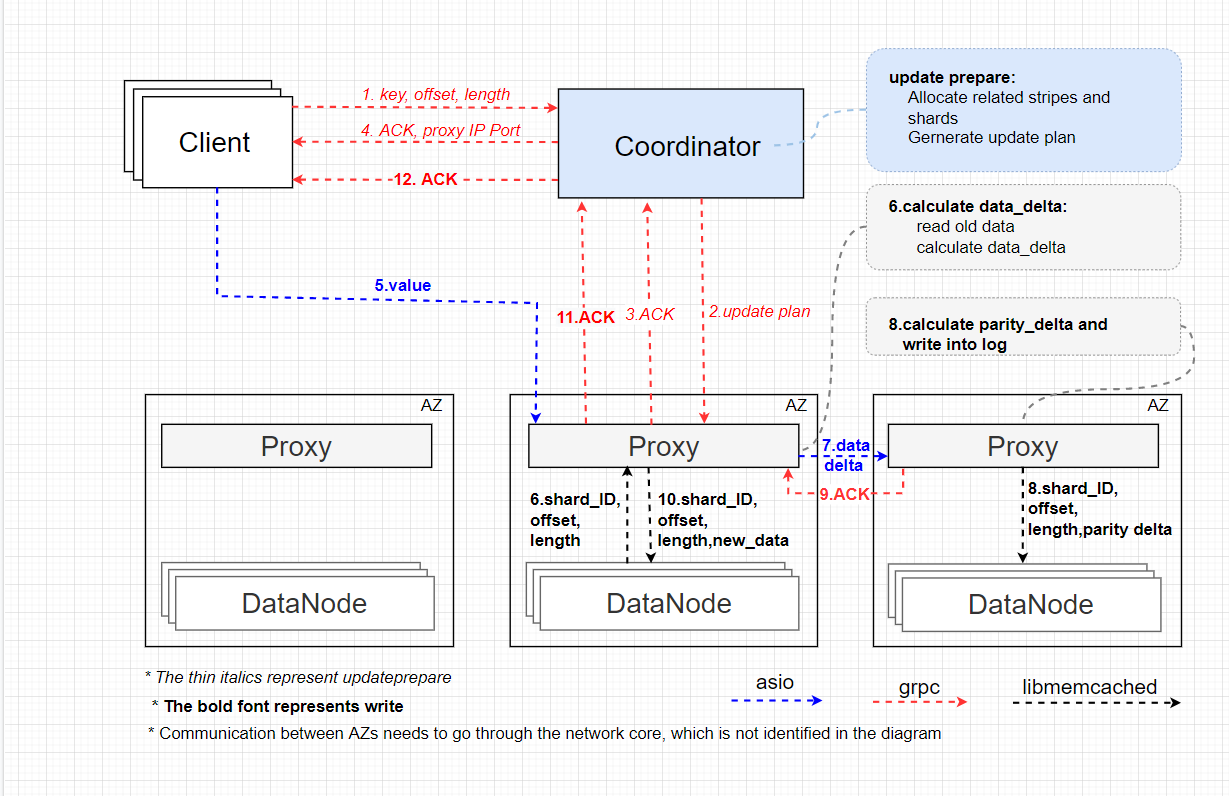 1. key, offset, length
4. ACK, proxy IP Port
12. ACK
Client
Coordinator
update prepare:
Allocate related stripes and
shards
Gernerate update plan
6.calculate data_delta:
read old data
calculate data_delta
8.calculate parity_delta and
write into log
5.value
11.ACK
3.ACK
2.update plan
AZ
Proxy
DataNode
AZ
Proxy
6.shard_ID,
offset,
length
10.shard_ID,
offset,
length,new_data
DataNode
7.data
delta
9.ACK
AZ
Proxy
8.shard_ID,
offset,
length,parity delta
DataNode
* The thin italics represent updateprepare
* The bold font represents write
* Communication between AZs needs to go through the network core, which is not identified in the diagram
asio
grpc
libmemcached